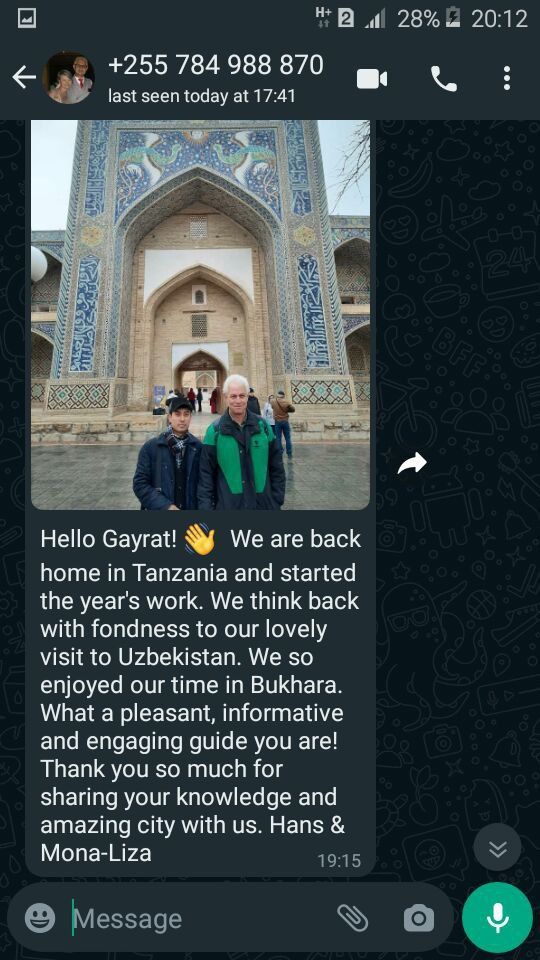 H+ 2 28% 20:12
+255 784 988 870
last seen today at 17:41
Hello Gayrat! 👋 We are back
home in Tanzania and started
the year's work. We think back
with fondness to our lovely
visit to Uzbekistan. We so
enjoyed our time in Bukhara.
What a pleasant, informative
and engaging guide you are!
Thank you so much for
sharing your knowledge and
amazing city with us. Hans &
Mona-Liza
19:15
Message